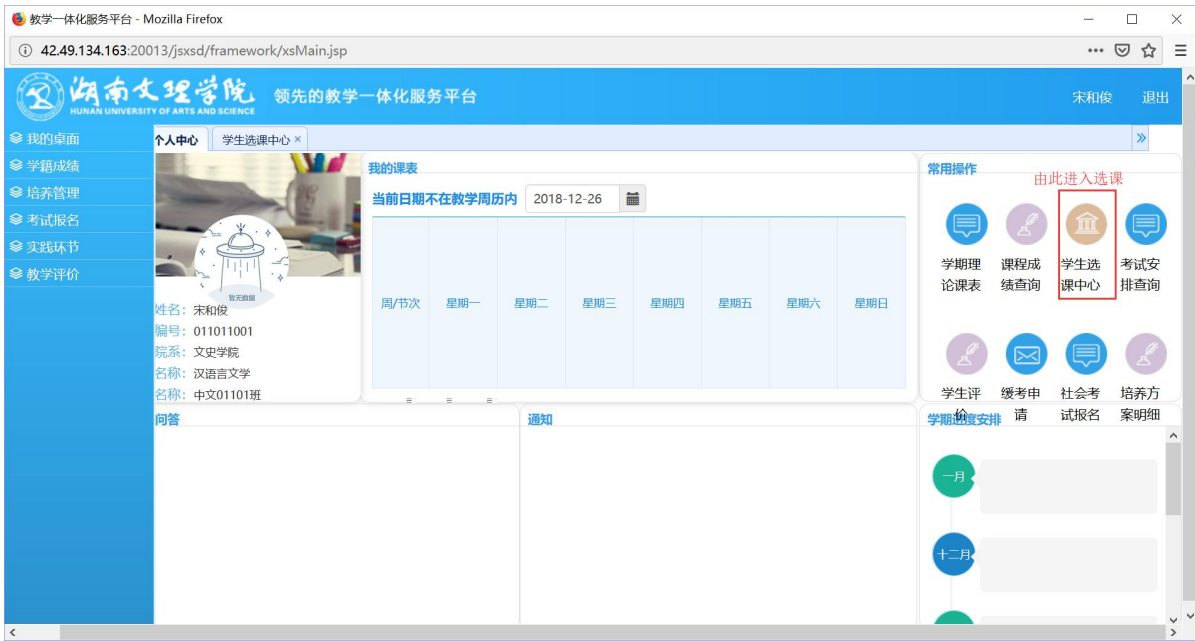 教学一体化服务平台 - Mozilla Firefox
42.49.134.163:20013/jsxsd/framework/xsMain.jsp
湖南文理学院
HUNAN UNIVERSITY OF ARTS AND SCIENCE
领先的教学一体化服务平台
宋和俊 退出
我的桌面
学籍成绩
培养管理
考试报名
实践环节
教学评价
个人中心 学生选课中心 ×
暂无数据
姓名：宋和俊
编号：011011001
院系：文史学院
名称：汉语言文学
名称：中文01101班
我的课表
当前日期不在教学周历内 2018-12-26
周/节次 星期一 星期二 星期三 星期四 星期五 星期六 星期日
常用操作
由此进入选课
学期理论课表
课程成绩查询
学生选课中心
考试安排查询
学生评价
缓考申请
社会考试报名
培养方案明细
问答
通知
学期进度安排
一月
十二月